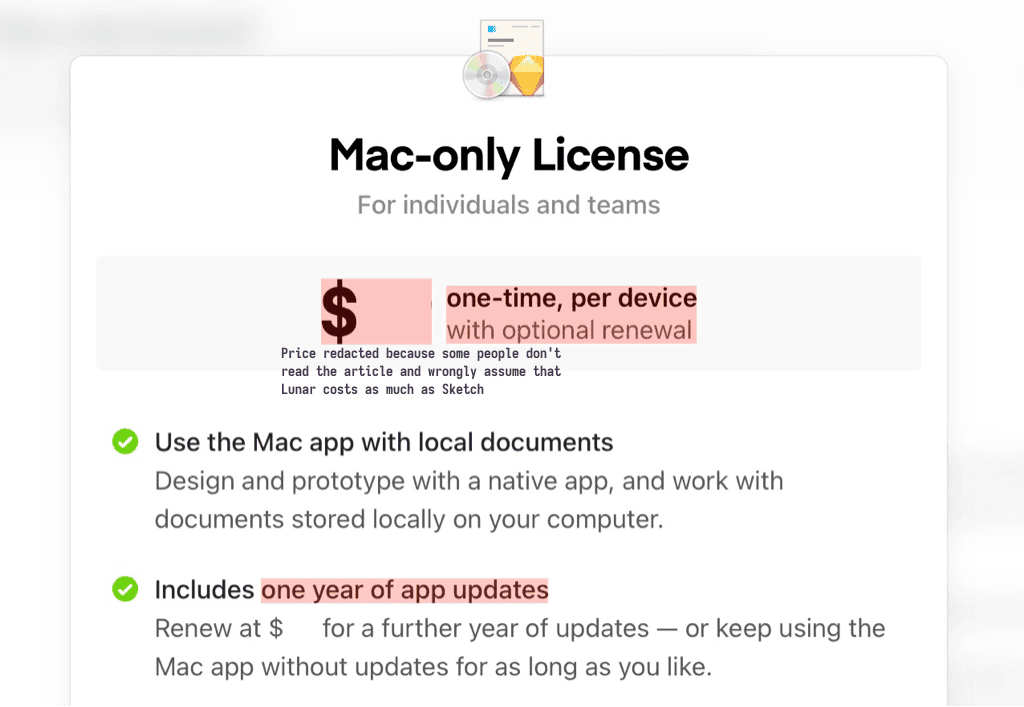 Mac-only License
For individuals and teams
$
one-time, per device
with optional renewal
Price redacted because some people don't
read the article and wrongly assume that
Lunar costs as much as Sketch
Use the Mac app with local documents
Design and prototype with a native app, and work with
documents stored locally on your computer.
Includes one year of app updates
Renew at $ for a further year of updates — or keep using the
Mac app without updates for as long as you like.